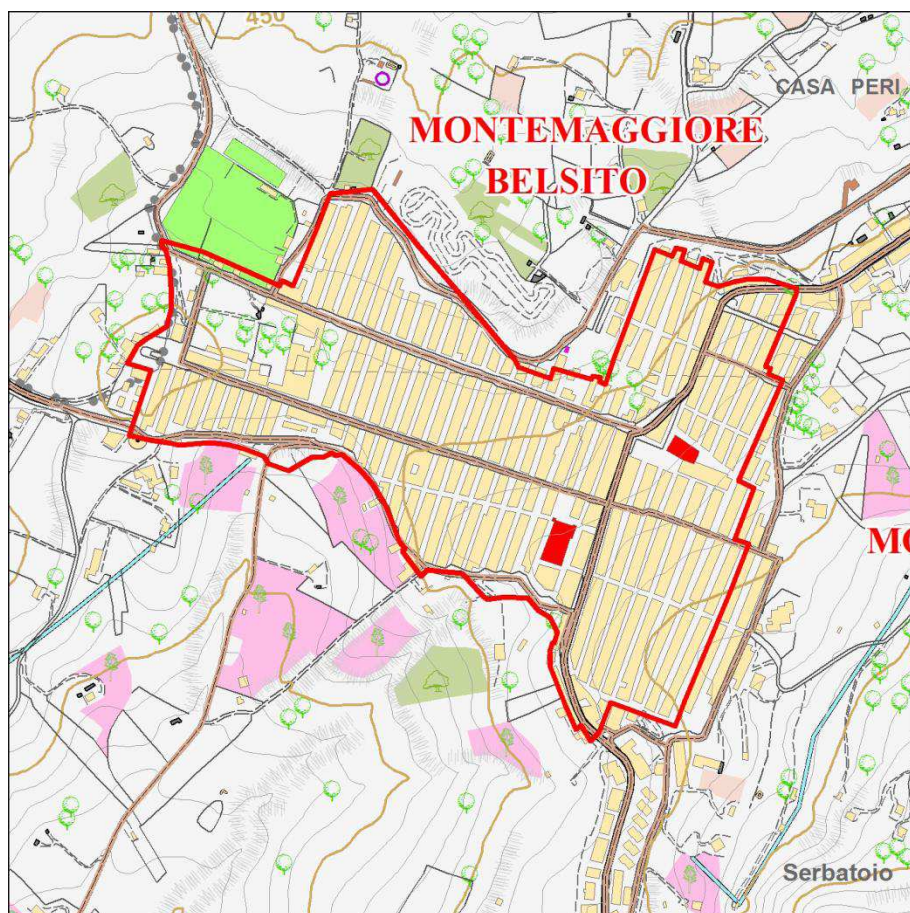 450
CASA PERI
MONTEMAGGIORE
BELSITO
MO
Serbatoio